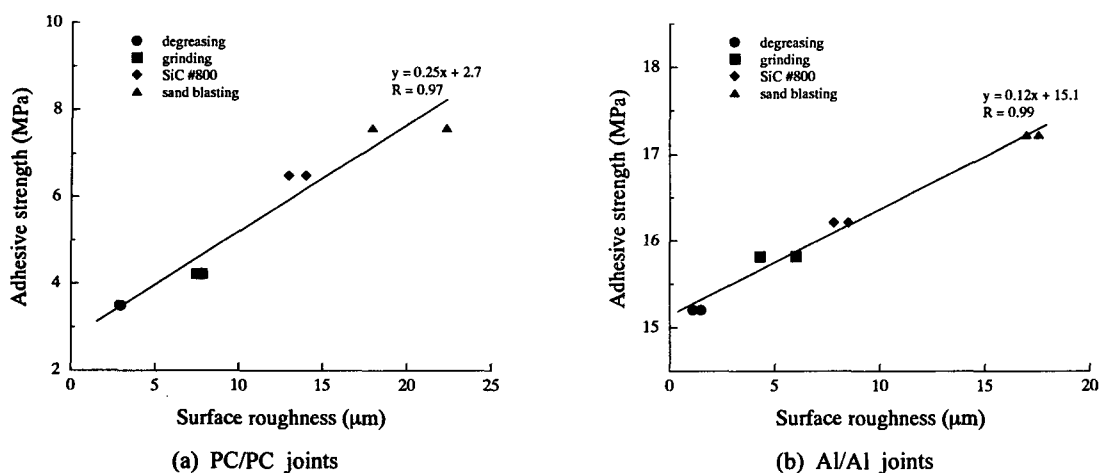 10
8
6
4
2
0
5
10
15
20
25
Adhesive strength (MPa)
Surface roughness (μm)
degreasing
grinding
SiC #800
sand blasting
y = 0.25x + 2.7
R = 0.97
(a) PC/PC joints
18
17
16
15
0
5
10
15
20
Adhesive strength (MPa)
Surface roughness (μm)
degreasing
grinding
SiC #800
sand blasting
y = 0.12x + 15.1
R = 0.99
(b) Al/Al joints